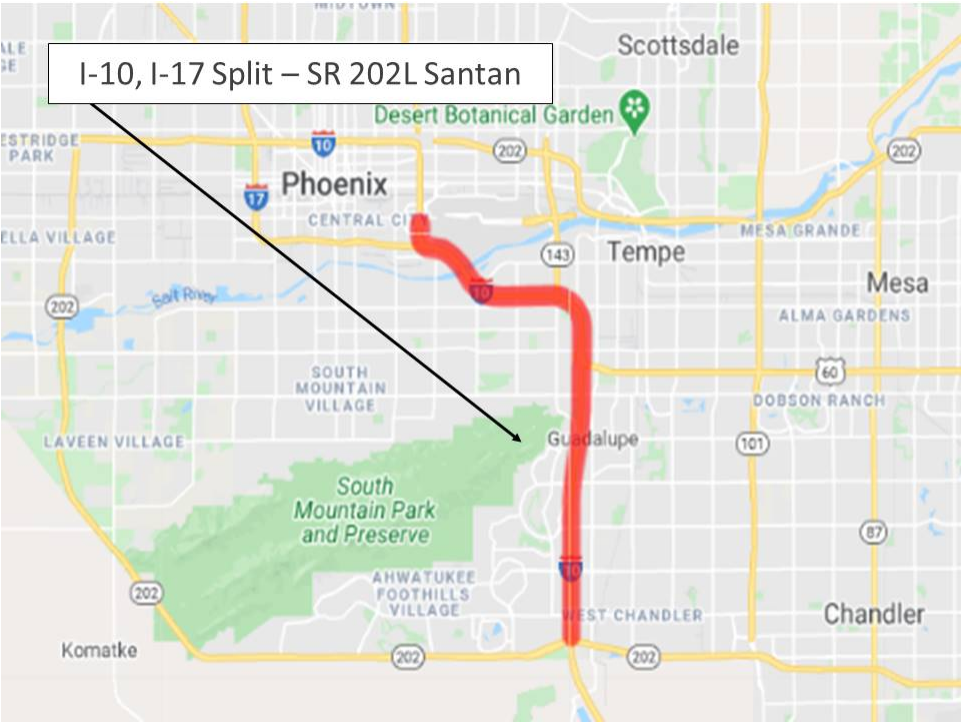 MIDTOWN
Scottsdale
I-10, I-17 Split – SR 202L Santan
Desert Botanical Garden
ESTRIDGE
PARK
10
202
202
17
Phoenix
CENTRAL CIT
ELLA VILLAGE
MESA GRANDE
143
Tempe
Mesa
10
Salt River
202
ALMA GARDENS
SOUTH
MOUNTAIN
VILLAGE
60
DOBSON RANCH
LAVEEN VILLAGE
Guadalupe
101
South
Mountain Park
and Preserve
87
10
AHWATUKEE
FOOTHILLS
VILLAGE
202
WEST CHANDLER
Chandler
Komatke
202
202